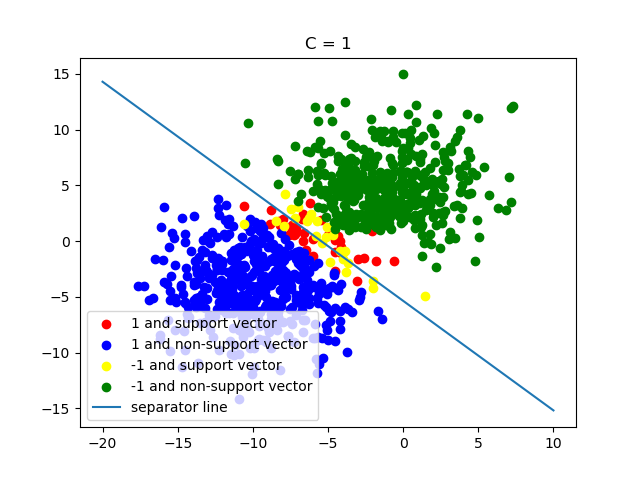 C = 1
15
10
5
0
−5
−10
−15
1 and support vector
1 and non-support vector
-1 and support vector
-1 and non-support vector
separator line
−20 −15 −10 −5 0 5 10